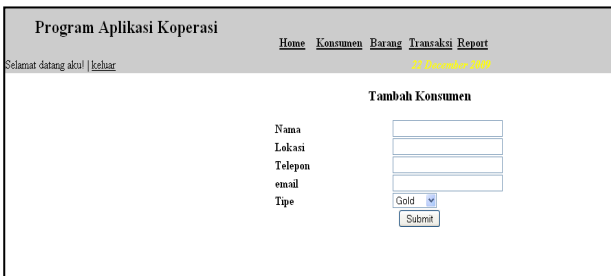 Program Aplikasi Koperasi
Home Konsumen Barang Transaksi Report
Selamat datang aku! | keluar
22 December 2009
Tambah Konsumen
Nama
Lokasi
Telepon
email
Tipe
Gold
Submit